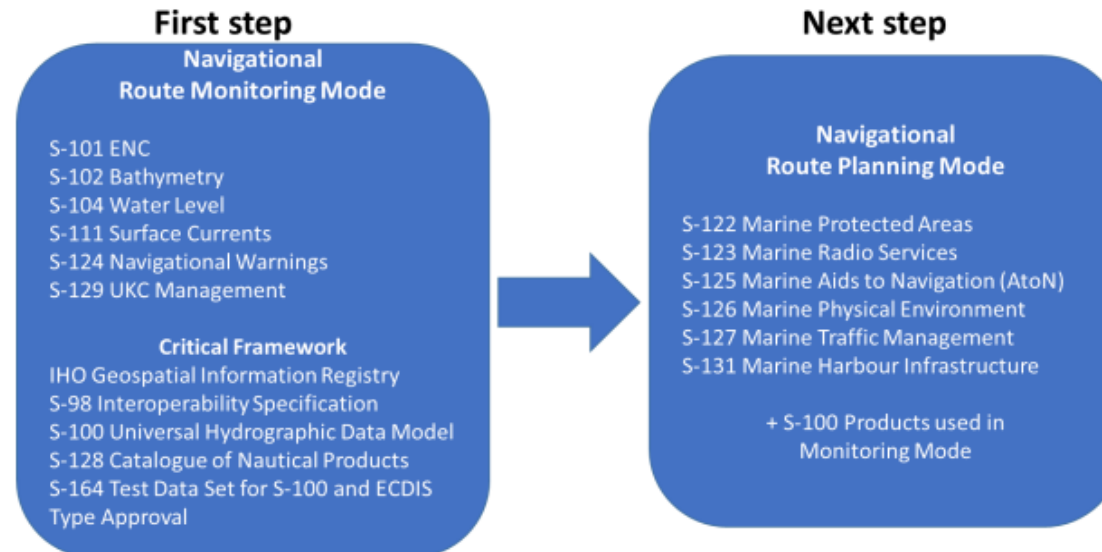 First step
Navigational
Route Monitoring Mode
S-101 ENC
S-102 Bathymetry
S-104 Water Level
S-111 Surface Currents
S-124 Navigational Warnings
S-129 UKC Management
Critical Framework
IHO Geospatial Information Registry
S-98 Interoperability Specification
S-100 Universal Hydrographic Data Model
S-128 Catalogue of Nautical Products
S-164 Test Data Set for S-100 and ECDIS
Type Approval
Next step
Navigational
Route Planning Mode
S-122 Marine Protected Areas
S-123 Marine Radio Services
S-125 Marine Aids to Navigation (AtoN)
S-126 Marine Physical Environment
S-127 Marine Traffic Management
S-131 Marine Harbour Infrastructure
+ S-100 Products used in
Monitoring Mode